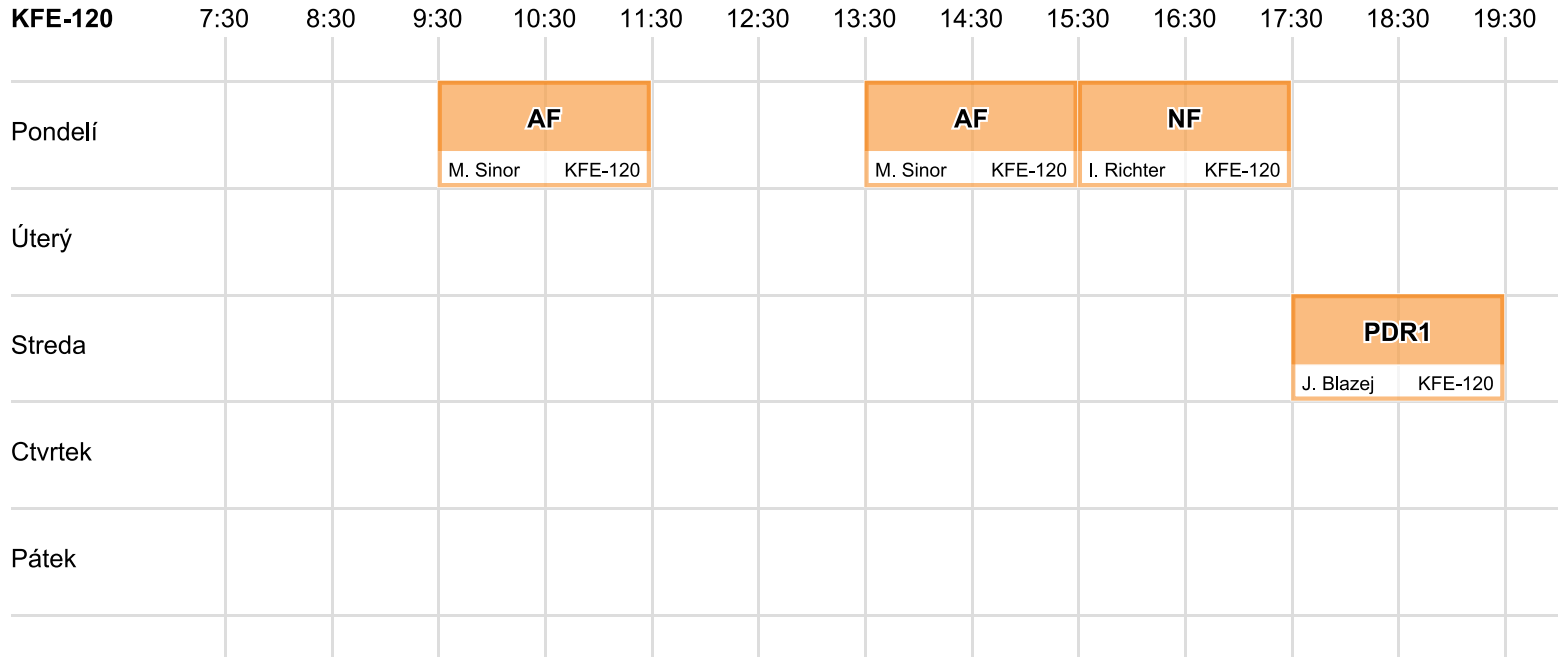 KFE-120 7:30 8:30 9:30 10:30 11:30 12:30 13:30 14:30 15:30 16:30 17:30 18:30 19:30
Pondelí
AF
M. Sinor KFE-120
AF
M. Sinor KFE-120
NF
I. Richter KFE-120
Úterý
Streda
PDR1
J. Blazej KFE-120
Ctvrtek
Pátek